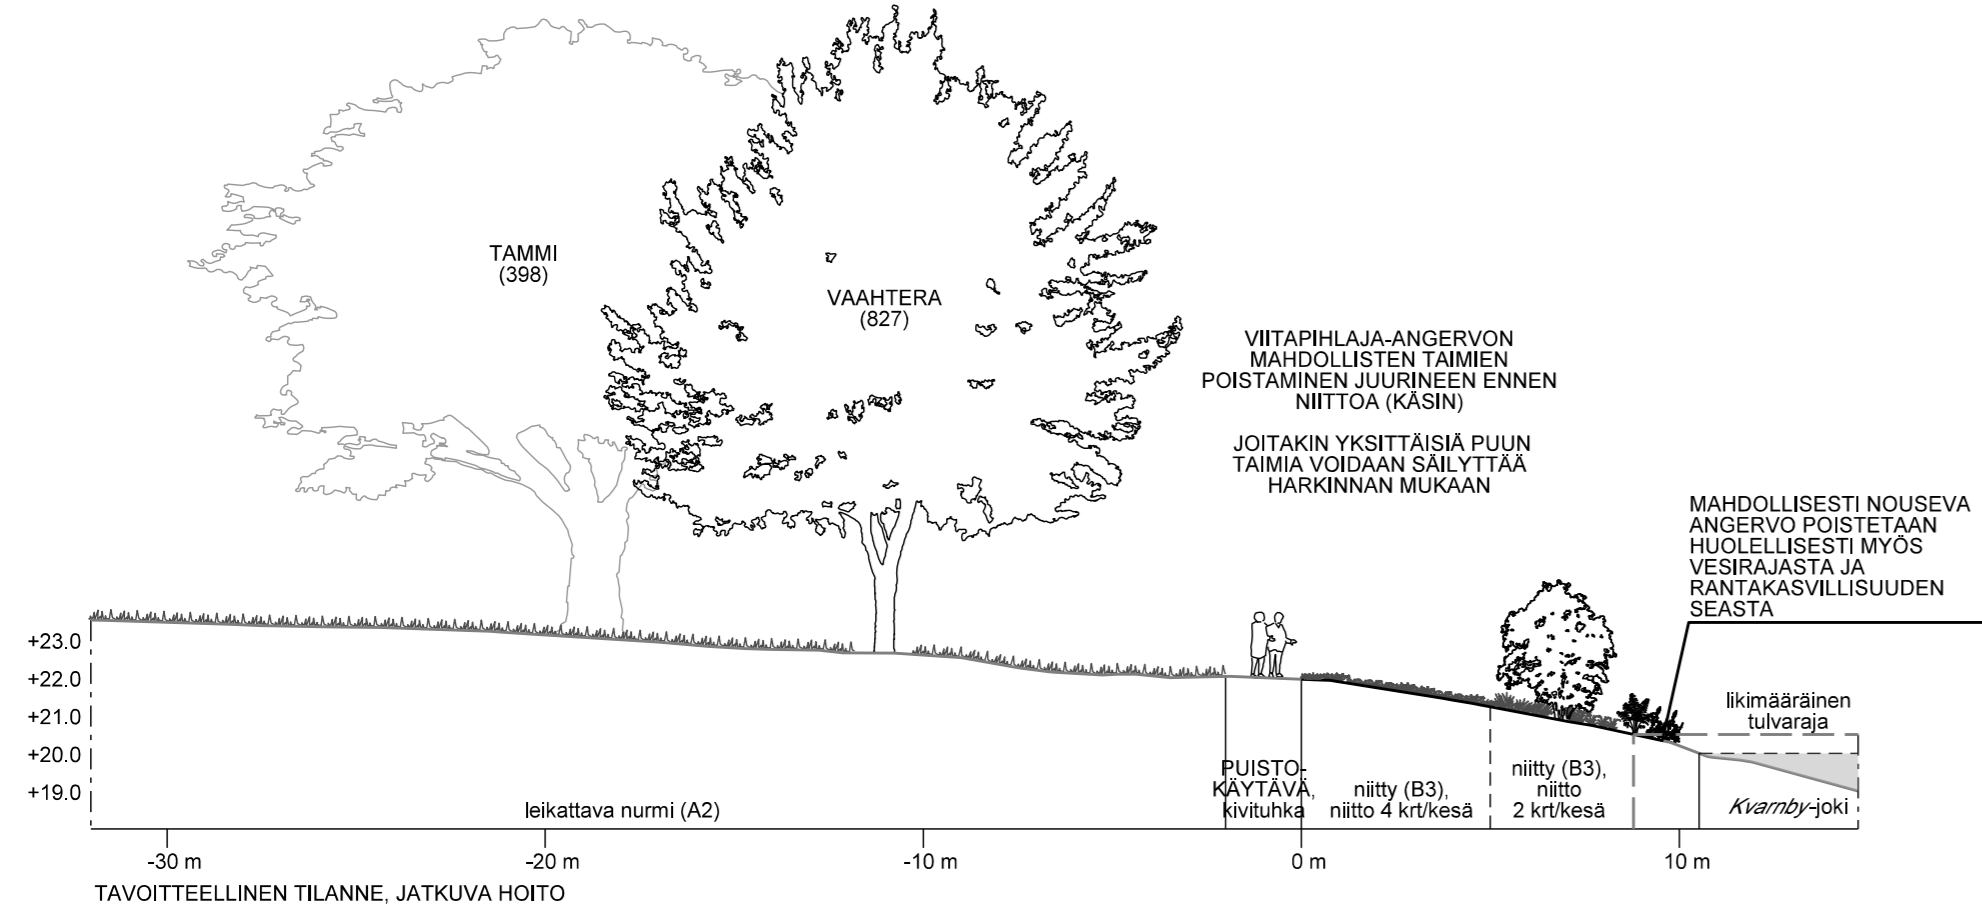 TAMMI
(398)
VAAHTERA
(827)
VIITAPIHLAJA-ANGERVON
MAHDOLLISTEN TAIMIEN
POISTAMINEN JUURINEEN ENNEN
NIITTOA (KÄSIN)
JOITAKIN YKSITTÄISIÄ PUUN
TAIMIA VOIDAAN SÄILYTTÄÄ
HARKINNAN MUKAAN
MAHDOLLISESTI NOUSEVA
ANGERVO POISTETAAN
HUOLELLISESTI MYÖS
VESIRAJASTA JA
RANTAKASVILLISUUDEN
SEASTA
+23.0
+22.0
+21.0
+20.0
+19.0
likimääräinen
tulvaraja
leikattava nurmi (A2)
PUISTO-
KÄYTÄVÄ,
kivituhka
niitty (B3),
niitto 4 krt/kesä
niitty (B3),
niitto
2 krt/kesä
Kvarnby-joki
-30 m
-20 m
-10 m
0 m
10 m
TAVOITTEELLINEN TILANNE, JATKUVA HOITO